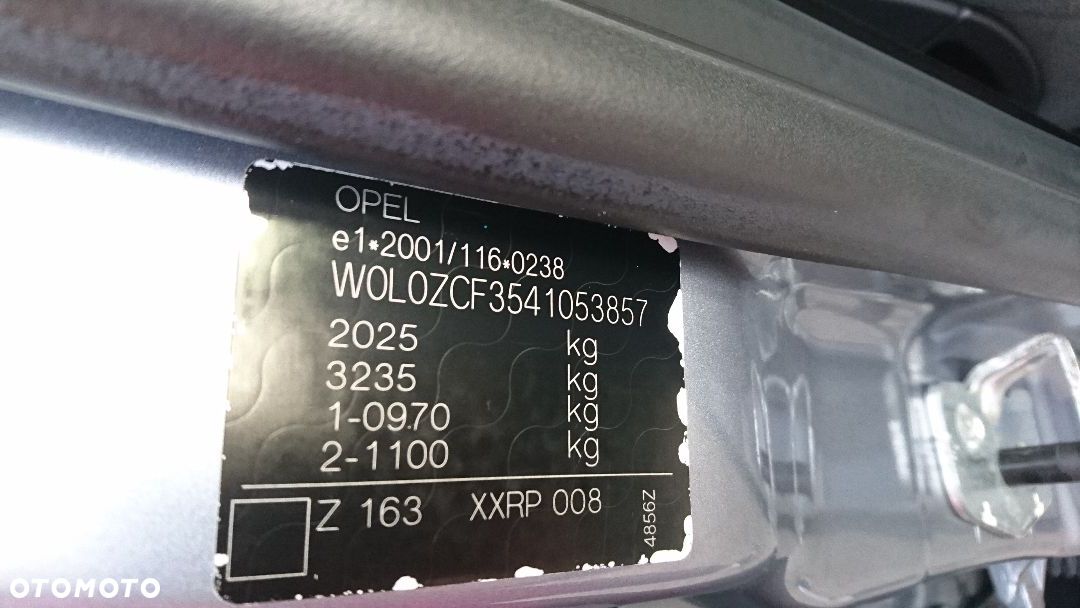 OPEL
e1*2001/116*0238
W0L0ZCF3541053857
2025 kg
3235 kg
1-0970 kg
2-1100 kg
Z 163 XXRP 008
4856Z
OTOMOTO